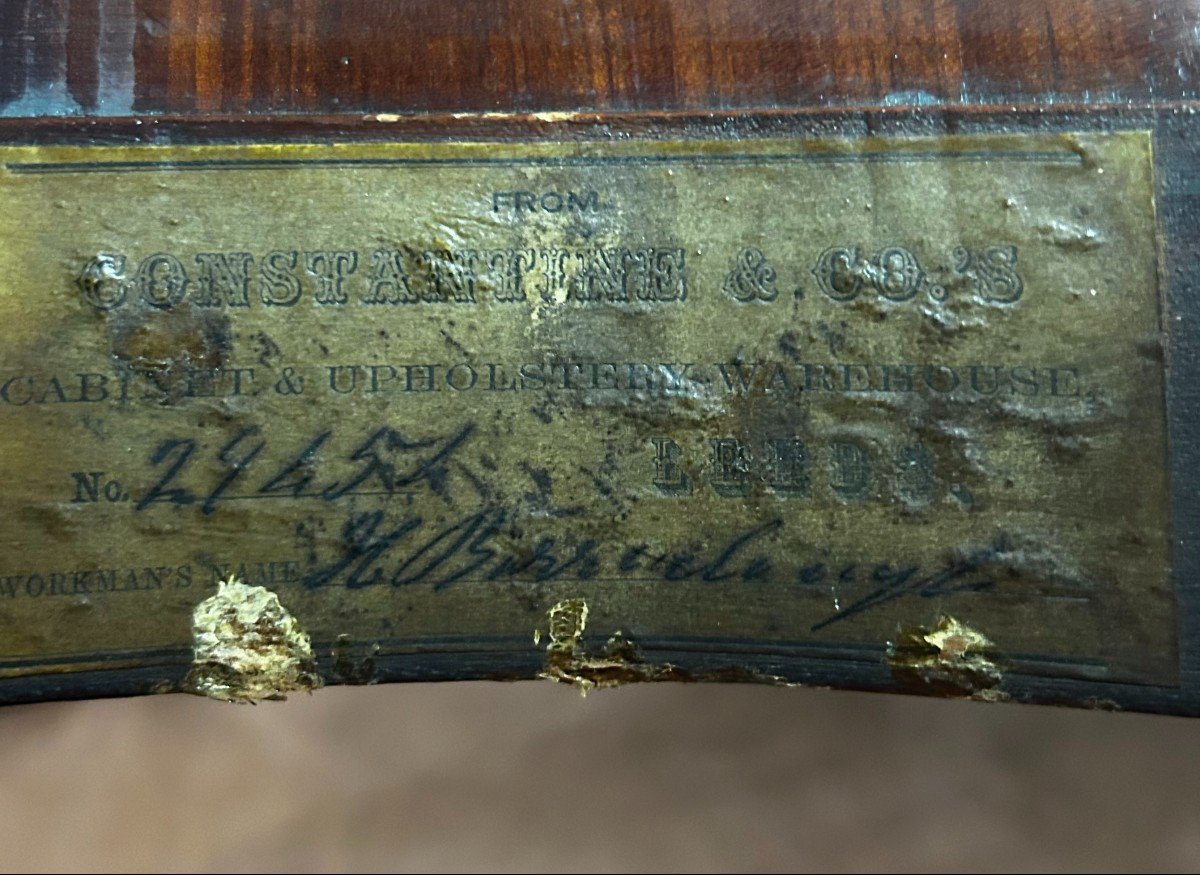 FROM
CONSTANTINE & CO.'S
CABINET & UPHOLSTERY WAREHOUSE,
No. LEEDS.
WORKMAN'S NAME H